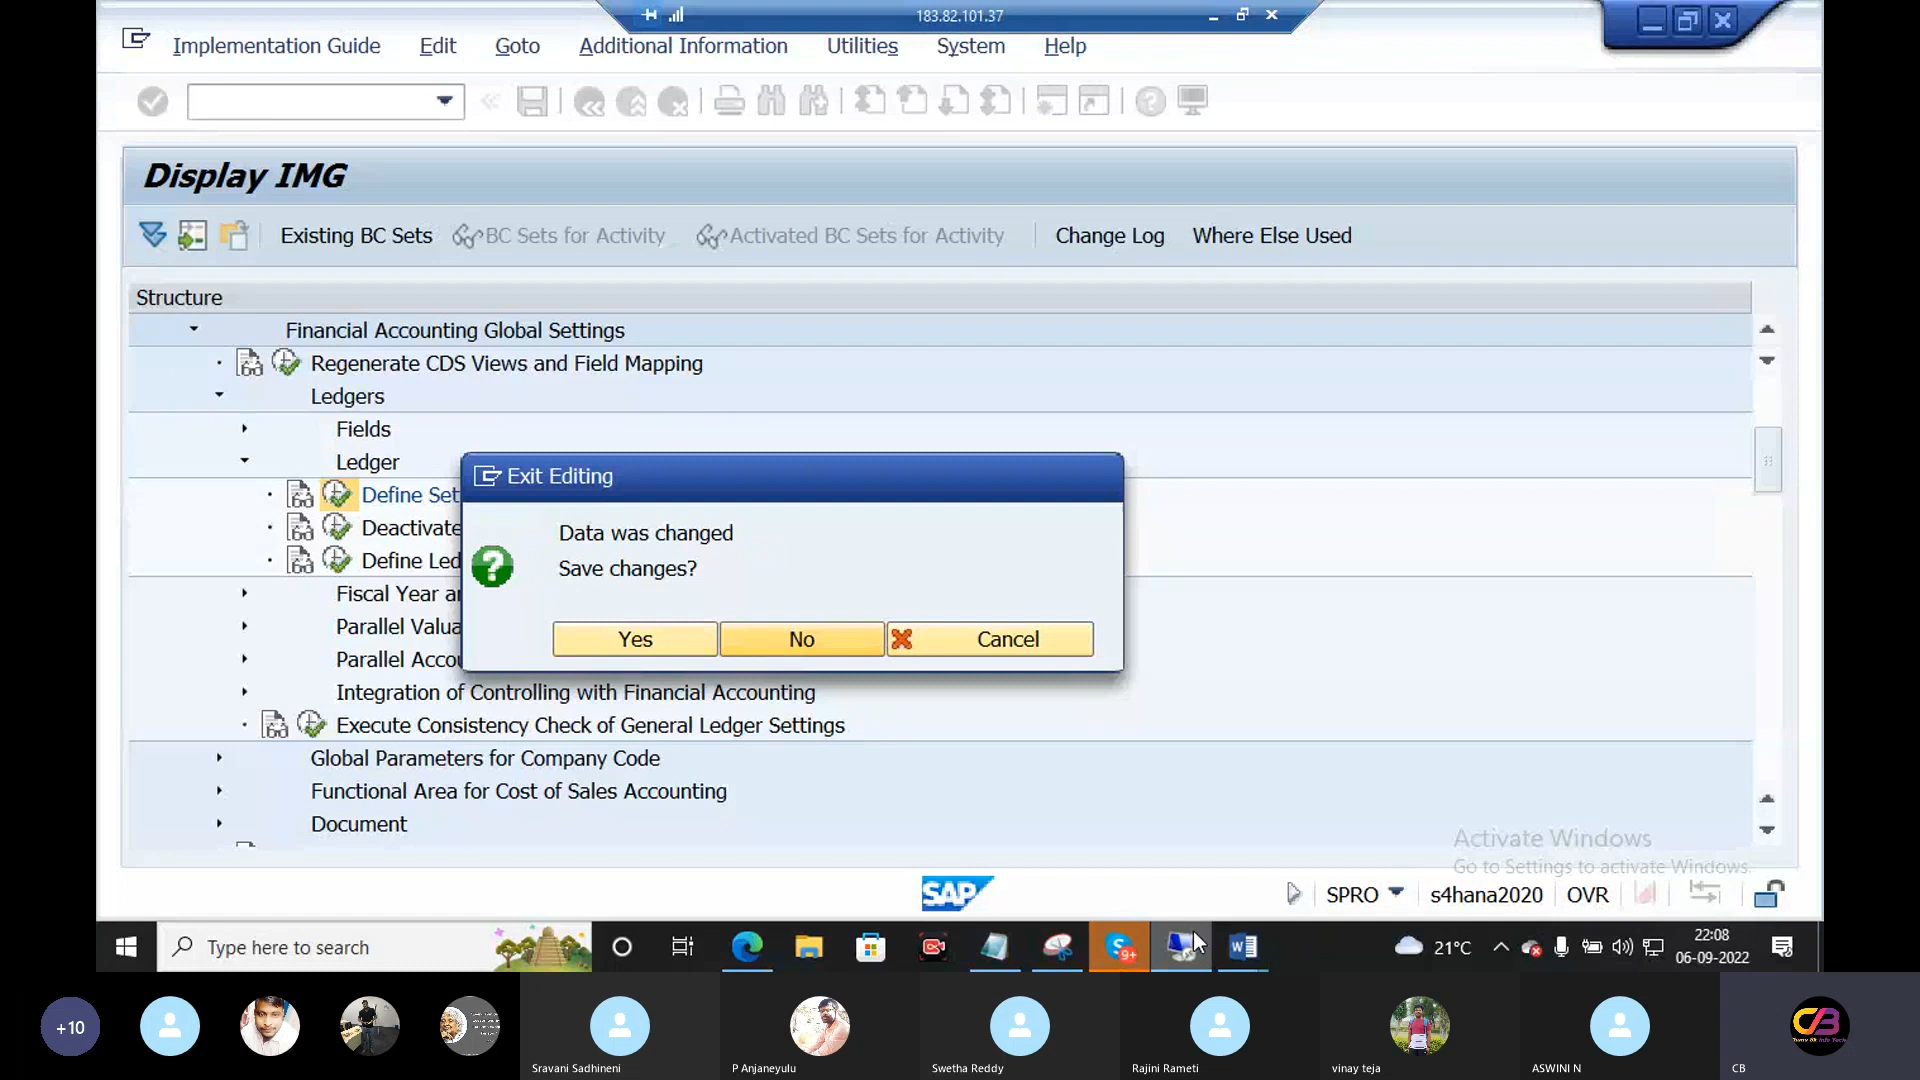 183.82.101.37
Implementation Guide Edit Goto Additional Information Utilities System Help
Display IMG
Existing BC Sets BC Sets for Activity Activated BC Sets for Activity Change Log Where Else Used
Structure
Financial Accounting Global Settings
Regenerate CDS Views and Field Mapping
Ledgers
Fields
Ledger
Define Set
Deactivate
Define Led
Fiscal Year a
Parallel Valua
Parallel Acco
Integration of Controlling with Financial Accounting
Execute Consistency Check of General Ledger Settings
Global Parameters for Company Code
Functional Area for Cost of Sales Accounting
Document
Exit Editing
Data was changed
Save changes?
Yes No Cancel
Activate Windows
Go to Settings to activate Windows.
SAP
SPRO s4hana2020 OVR
Type here to search
9+
21°C
22:08
06-09-2022
+10
Sravani Sadhineni
P Anjaneyulu
Swetha Reddy
Rajini Rameti
vinay teja
ASWINI N
CB